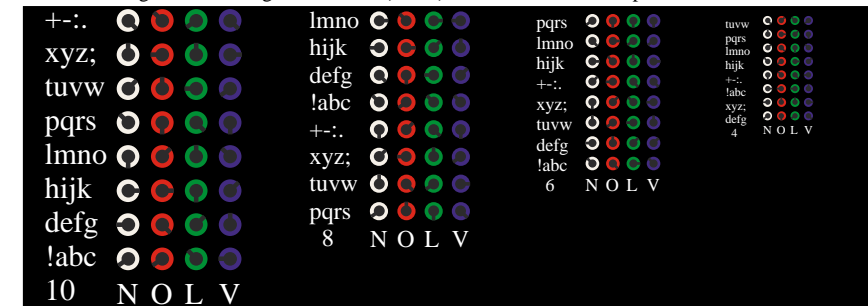 +-:.
xyz;
tuvw
pqrs
lmno
hijk
defg
!abc
10 N O L V
lmno
hijk
defg
!abc
+-:.
xyz;
tuvw
pqrs
8 N O L V
pqrs
lmno
hijk
+-:.
xyz;
tuvw
defg
!abc
6 N O L V
tuvw
pqrs
lmno
hijk
+-:.
!abc
xyz;
defg
4 N O L V